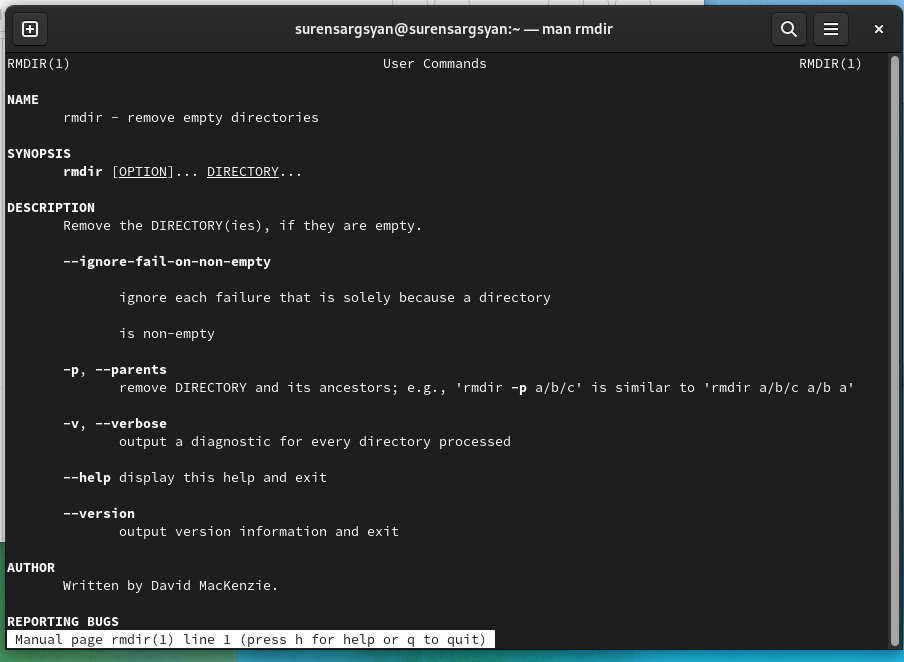 surensargsyan@surensargsyan:~ — man rmdir
RMDIR(1) User Commands RMDIR(1)
NAME
rmdir - remove empty directories
SYNOPSIS
rmdir [OPTION]... DIRECTORY...
DESCRIPTION
Remove the DIRECTORY(ies), if they are empty.
--ignore-fail-on-non-empty
ignore each failure that is solely because a directory
is non-empty
-p, --parents
remove DIRECTORY and its ancestors; e.g., 'rmdir -p a/b/c' is similar to 'rmdir a/b/c a/b a'
-v, --verbose
output a diagnostic for every directory processed
--help display this help and exit
--version
output version information and exit
AUTHOR
Written by David MacKenzie.
REPORTING BUGS
Manual page rmdir(1) line 1 (press h for help or q to quit)